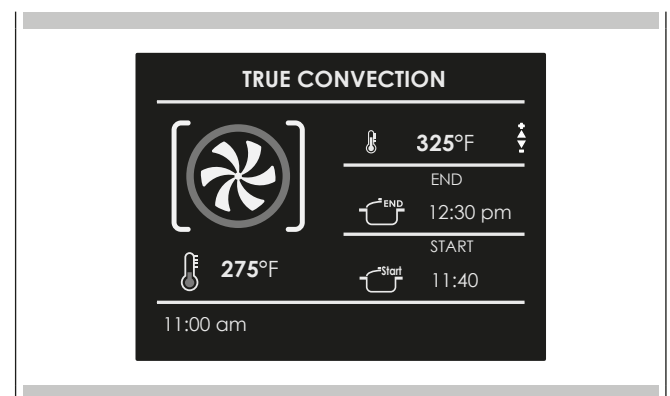 TRUE CONVECTION
325°F
END
END
12:30 pm
START
Start
11:40
275°F
11:00 am